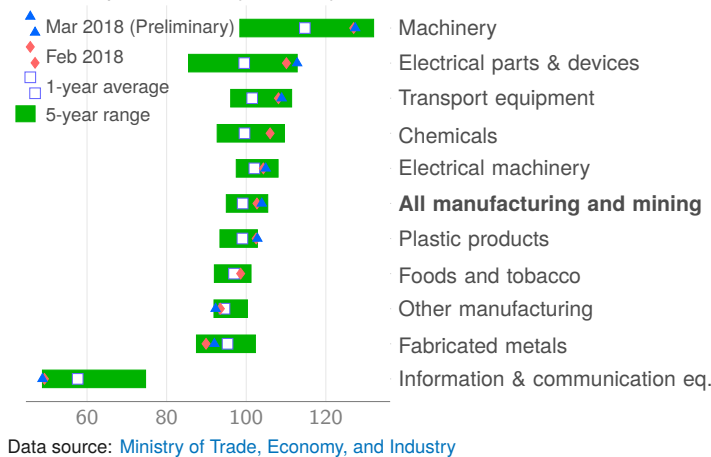 Mar 2018 (Preliminary)
Feb 2018
1-year average
5-year range
Machinery
Electrical parts & devices
Transport equipment
Chemicals
Electrical machinery
All manufacturing and mining
Plastic products
Foods and tobacco
Other manufacturing
Fabricated metals
Information & communication eq.
60 80 100 120
Data source: Ministry of Trade, Economy, and Industry